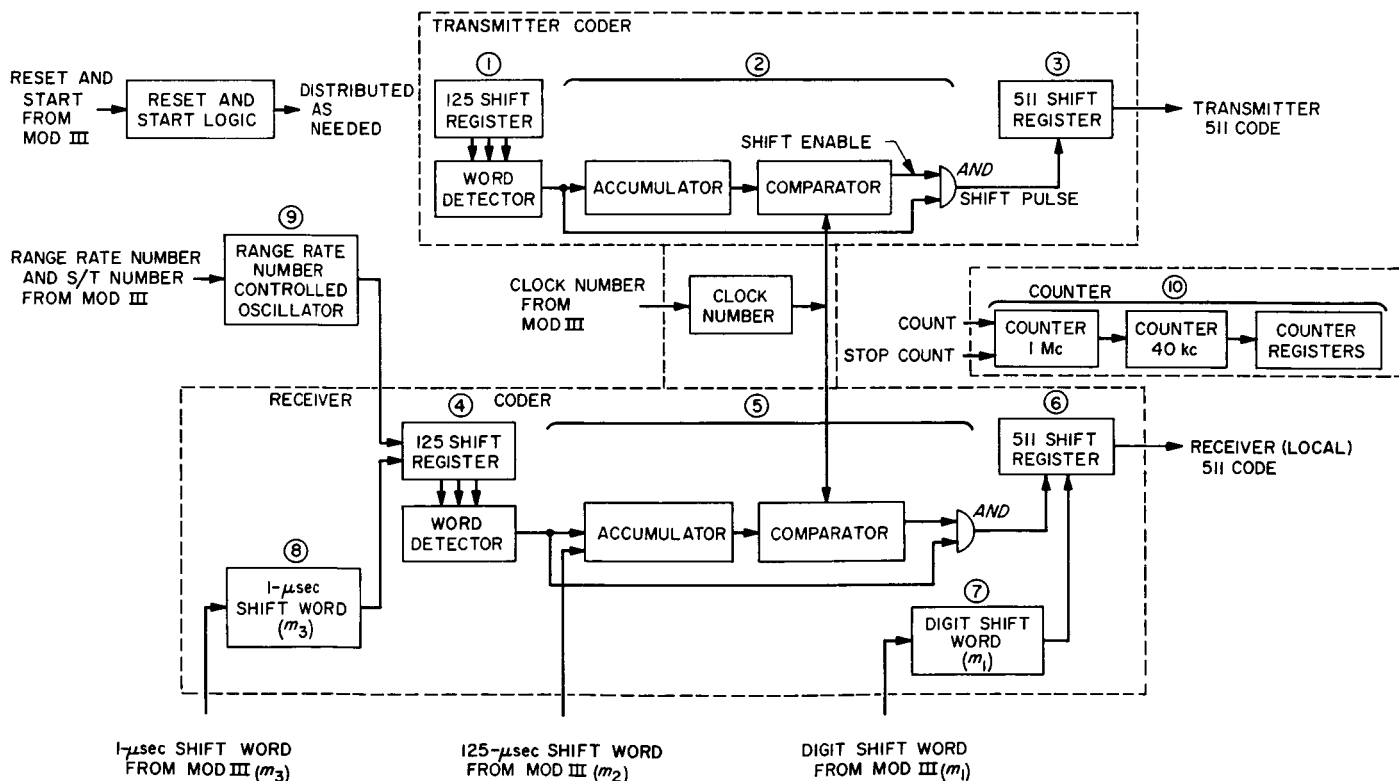 TRANSMITTER CODER
RESET AND
START
FROM
MOD III
RESET AND
START LOGIC
DISTRIBUTED
AS
NEEDED
①
125 SHIFT
REGISTER
WORD
DETECTOR
②
ACCUMULATOR
COMPARATOR
SHIFT ENABLE
AND
SHIFT PULSE
③
511 SHIFT
REGISTER
TRANSMITTER
511 CODE
⑨
RANGE RATE NUMBER
AND S/T NUMBER
FROM MOD III
RANGE RATE
NUMBER
CONTROLLED
OSCILLATOR
CLOCK NUMBER
FROM
MOD III
CLOCK
NUMBER
COUNTER
⑩
COUNT
STOP COUNT
COUNTER
1 Mc
COUNTER
40 kc
COUNTER
REGISTERS
RECEIVER CODER
④
125 SHIFT
REGISTER
WORD
DETECTOR
⑤
ACCUMULATOR
COMPARATOR
AND
⑥
511 SHIFT
REGISTER
RECEIVER (LOCAL)
511 CODE
⑧
1-μsec
SHIFT WORD
(m3)
⑦
DIGIT SHIFT
WORD
(m1)
1-μsec SHIFT WORD
FROM MOD III (m3)
125-μsec SHIFT WORD
FROM MOD III (m2)
DIGIT SHIFT WORD
FROM MOD III (m1)